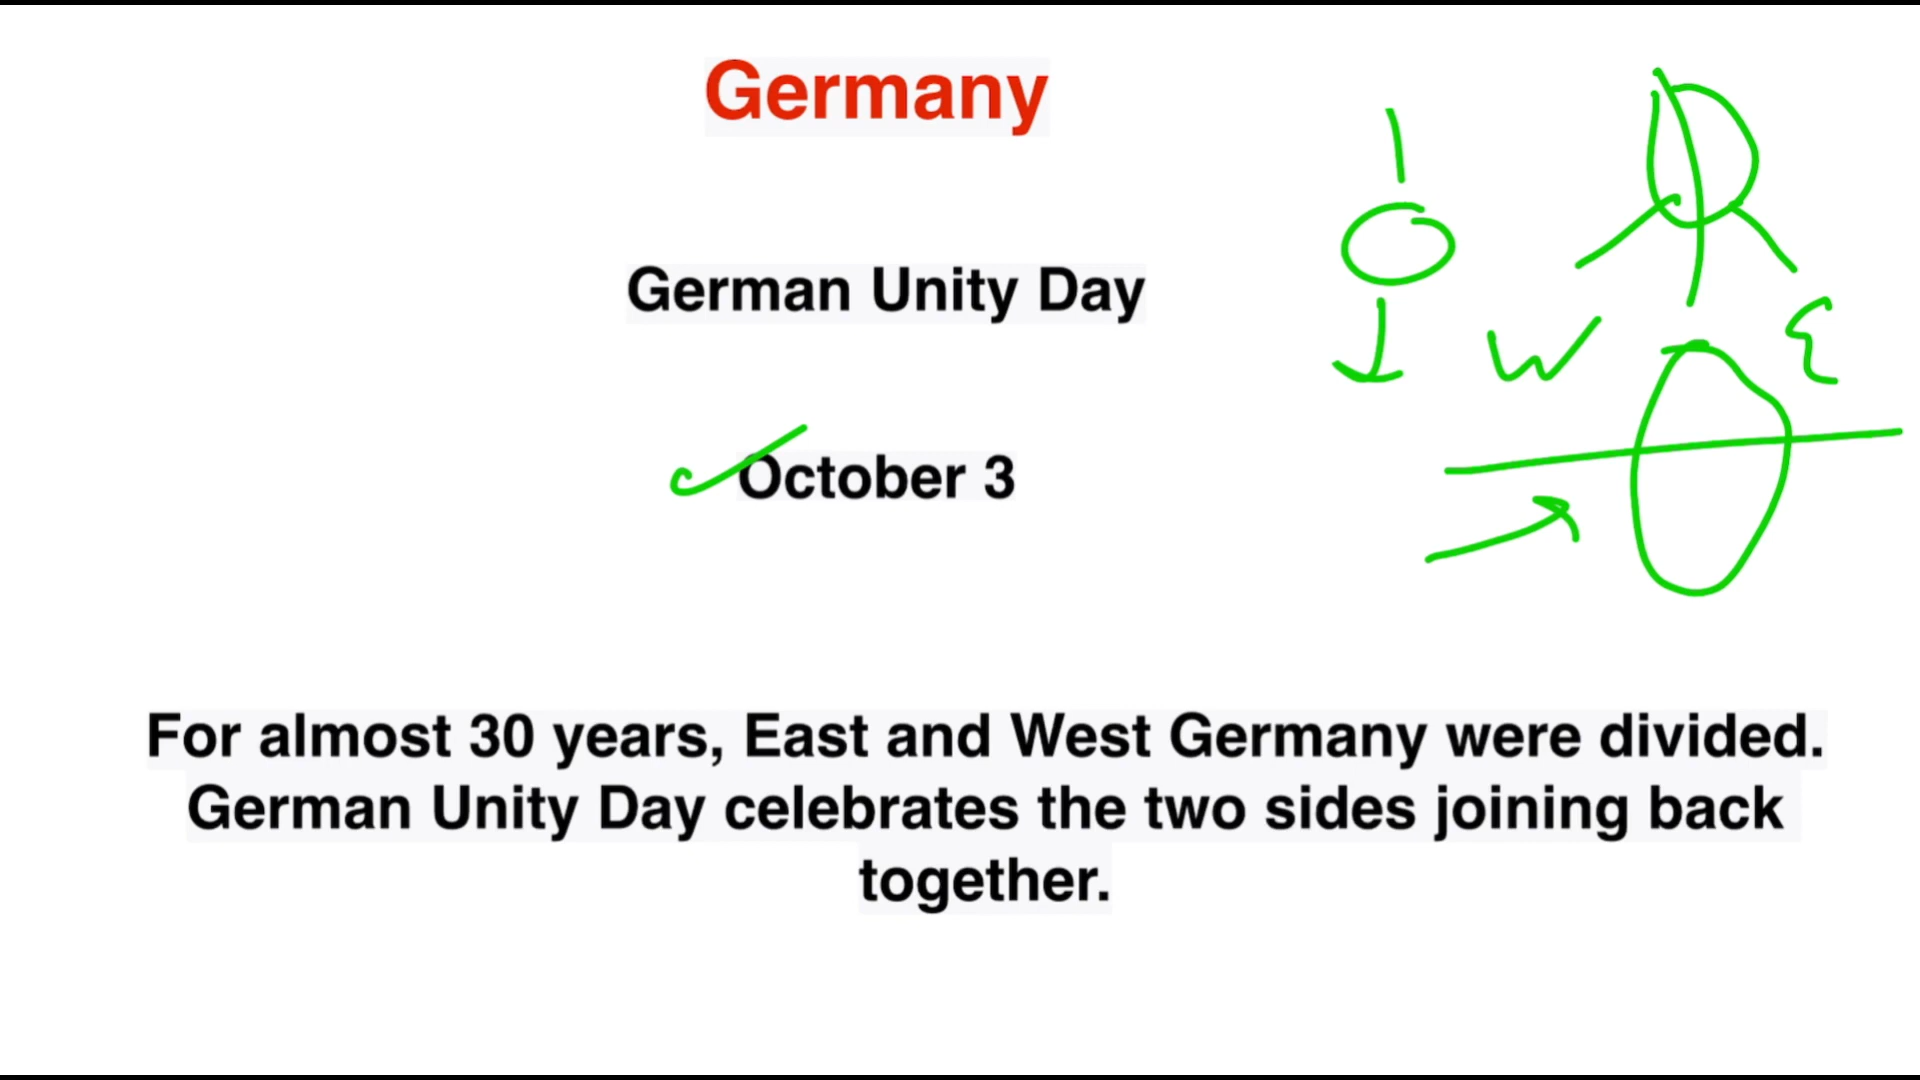 Germany
German Unity Day
October 3
W E
For almost 30 years, East and West Germany were divided.
German Unity Day celebrates the two sides joining back
together.